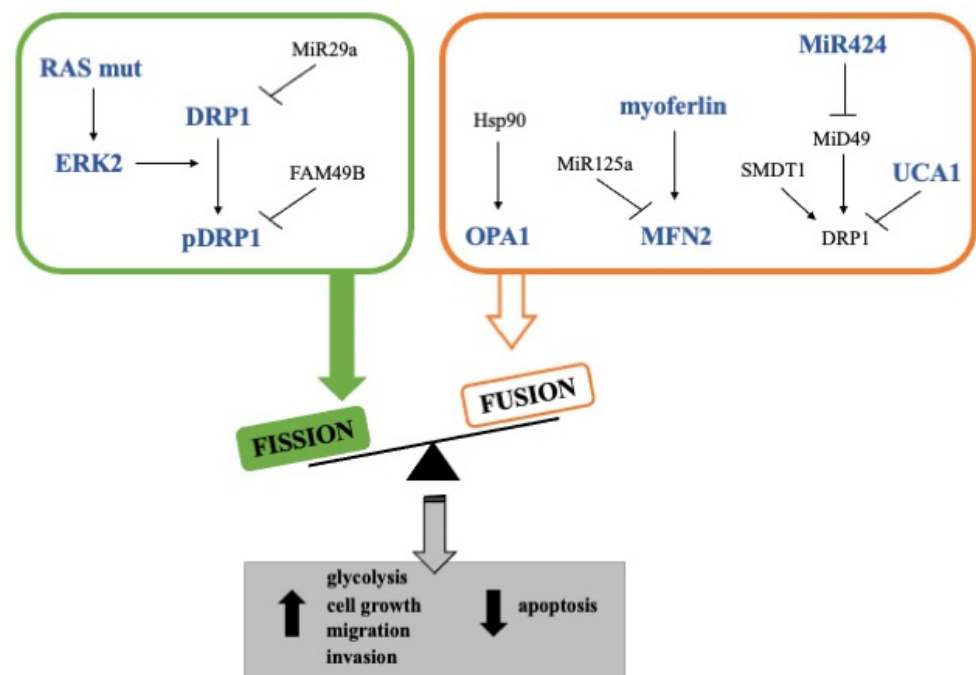 MiR29a
RAS mut
DRP1
ERK2
FAM49B
pDRP1
MiR424
myoferlin
Hsp90
MiD49
MiR125a
SMDT1
UCA1
OPA1
MFN2
DRP1
FISSION
FUSION
glycolysis
cell growth
migration
invasion
apoptosis